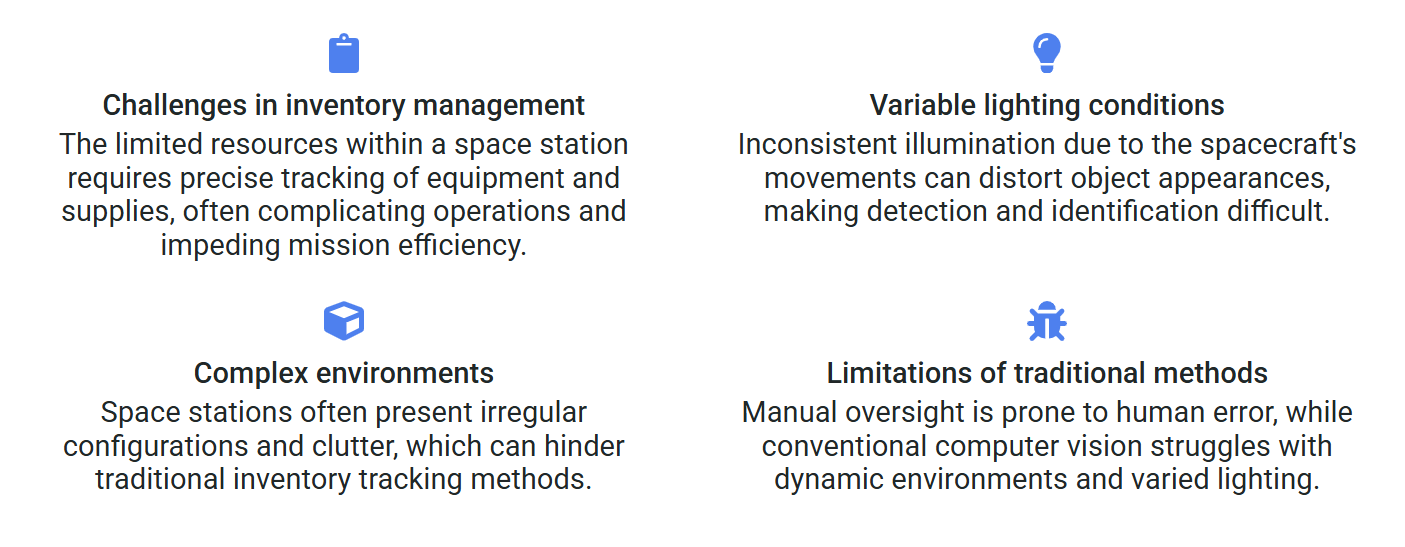 Challenges in inventory management
The limited resources within a space station
requires precise tracking of equipment and
supplies, often complicating operations and
impeding mission efficiency.
Variable lighting conditions
Inconsistent illumination due to the spacecraft's
movements can distort object appearances,
making detection and identification difficult.
Complex environments
Space stations often present irregular
configurations and clutter, which can hinder
traditional inventory tracking methods.
Limitations of traditional methods
Manual oversight is prone to human error, while
conventional computer vision struggles with
dynamic environments and varied lighting.